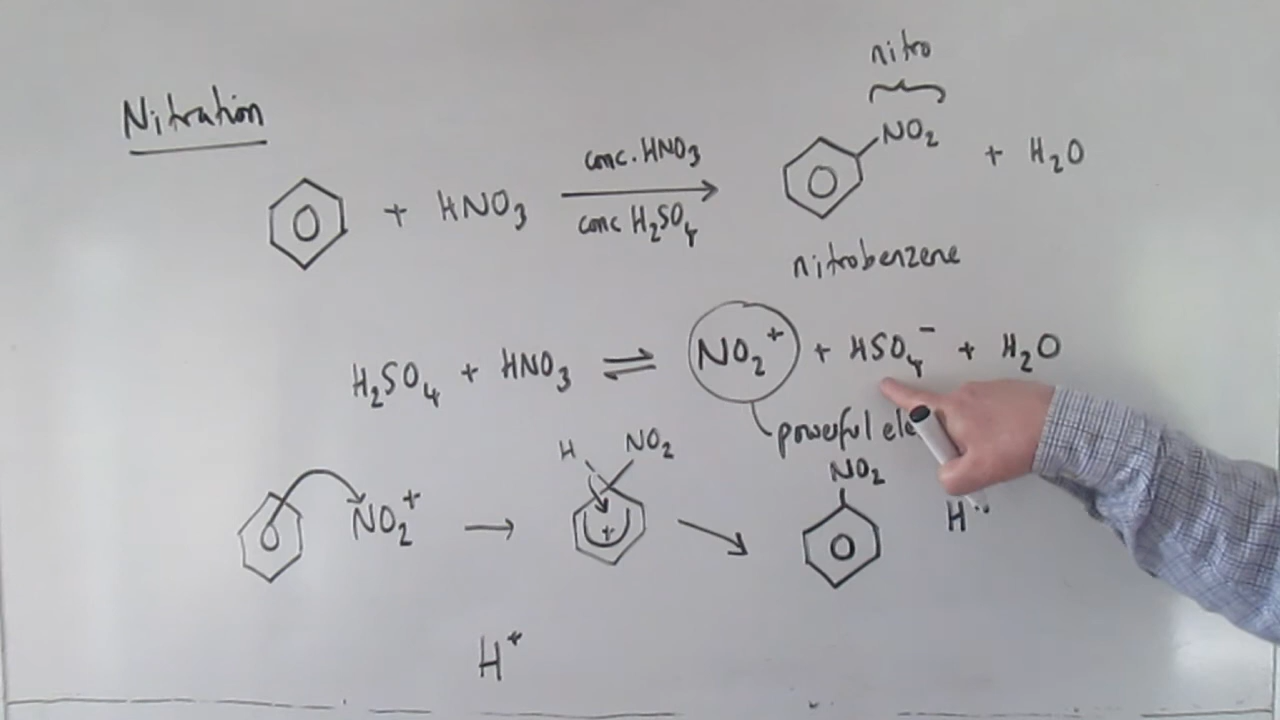 nitro
Nitration
conc. HNO₃
+ HNO₃ → NO₂ + H₂O
conc H₂SO₄
nitrobenzene
H₂SO₄ + HNO₃ ⇌ NO₂⁺ + HSO₄⁻ + H₂O
powerful
H NO₂ NO₂
NO₂⁺ → + → H
H⁺